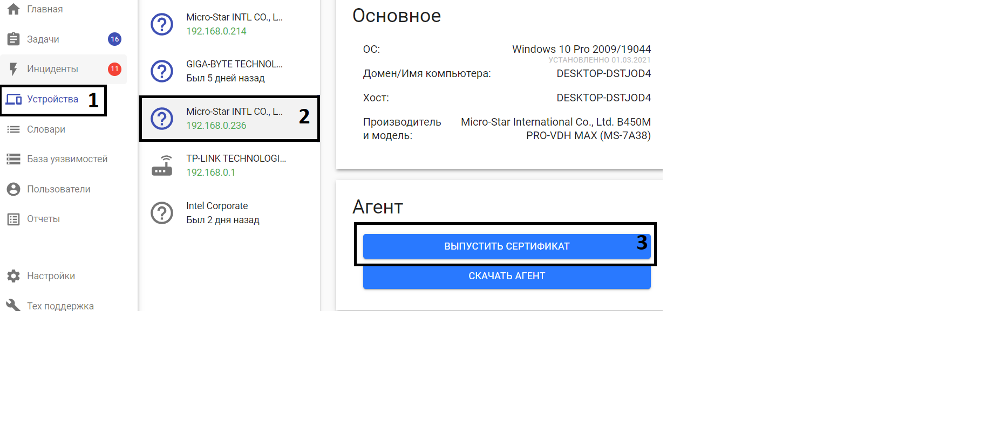 Главная
Задачи
16
Инциденты
11
Устройства
1
Словари
База уязвимостей
Пользователи
Отчеты
Настройки
Тех поддержка
Micro-Star INTL CO., L...
192.168.0.214
GIGA-BYTE TECHNOL...
Был 5 дней назад
Micro-Star INTL CO., L...
192.168.0.236
2
TP-LINK TECHNOLOGI...
192.168.0.1
Intel Corporate
Был 2 дня назад
Основное
ОС: Windows 10 Pro 2009/19044
УСТАНОВЛЕННО 01.03.2021
Домен/Имя компьютера: DESKTOP-DSTJOD4
Хост: DESKTOP-DSTJOD4
Производитель Micro-Star International Co., Ltd. B450M
и модель: PRO-VDH MAX (MS-7A38)
Агент
ВЫПУСТИТЬ СЕРТИФИКАТ
3
СКАЧАТЬ АГЕНТ